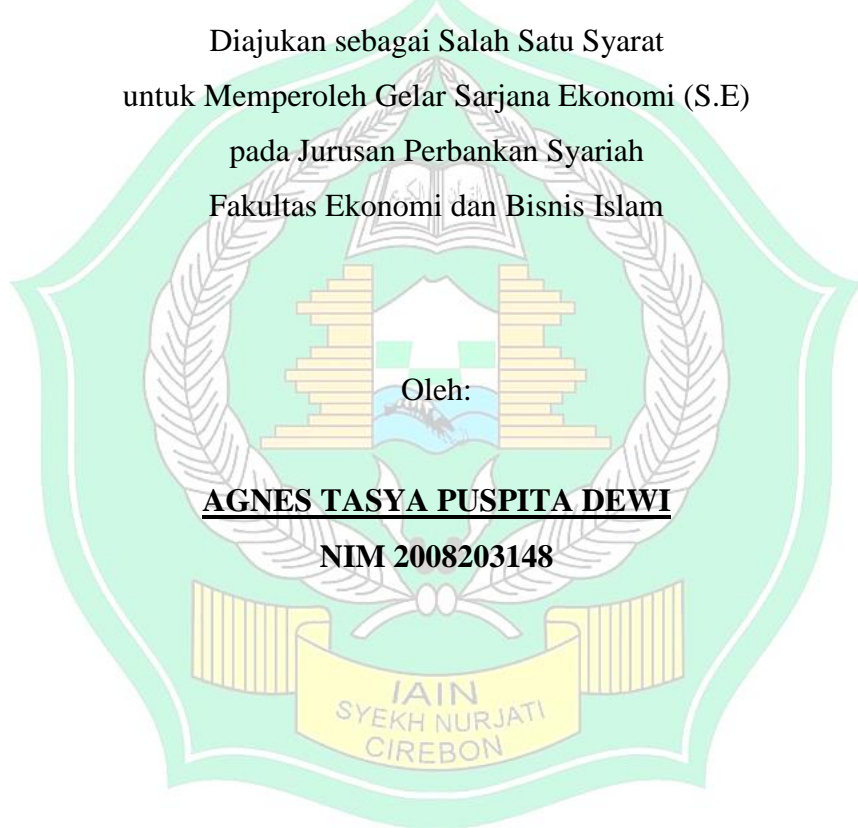 Diajukan sebagai Salah Satu Syarat
untuk Memperoleh Gelar Sarjana Ekonomi (S.E)
pada Jurusan Perbankan Syariah
Fakultas Ekonomi dan Bisnis Islam
Oleh:
AGNES TASYA PUSPITA DEWI
NIM 2008203148
IAIN
SYEKH NURJATI
CIREBON